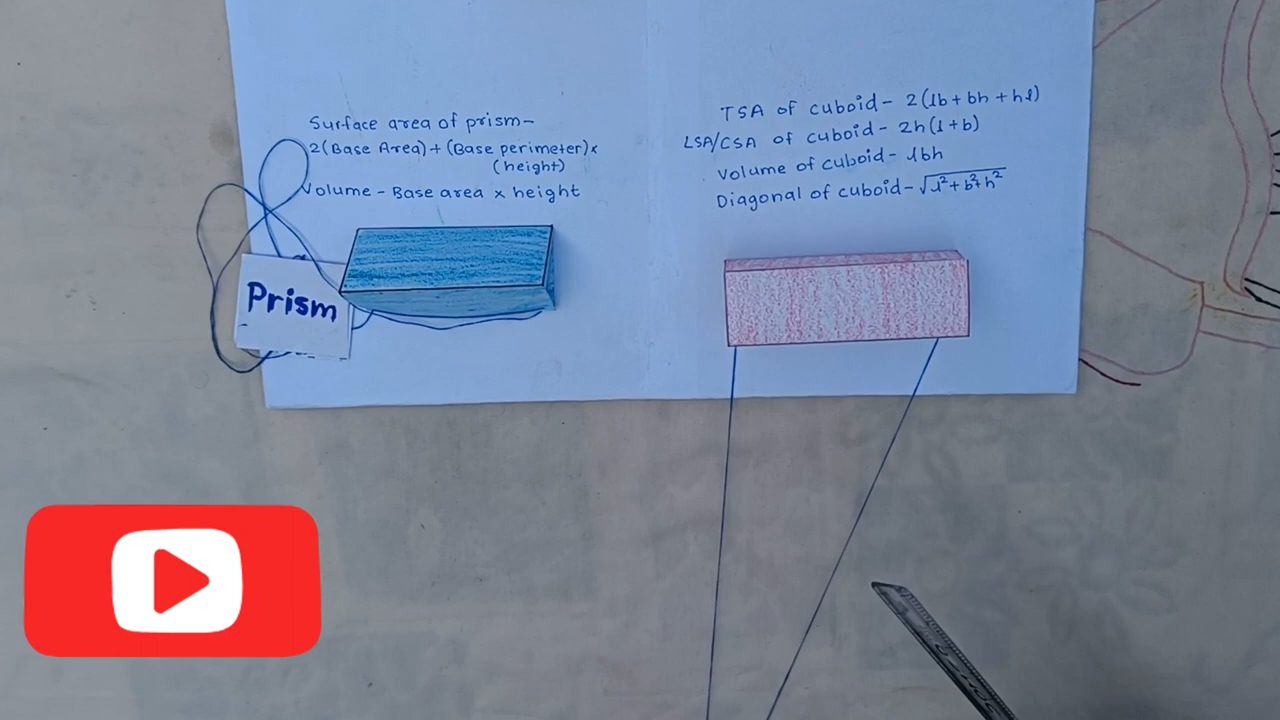 Surface area of prism-
2(Base Area)+(Base perimeter)×
(height)
Volume - Base area × height
Prism
TSA of cuboid - 2(lb+bh+hl)
LSA/CSA of cuboid - 2h(l+b)
Volume of cuboid - lbh
Diagonal of cuboid - √l²+b²+h²